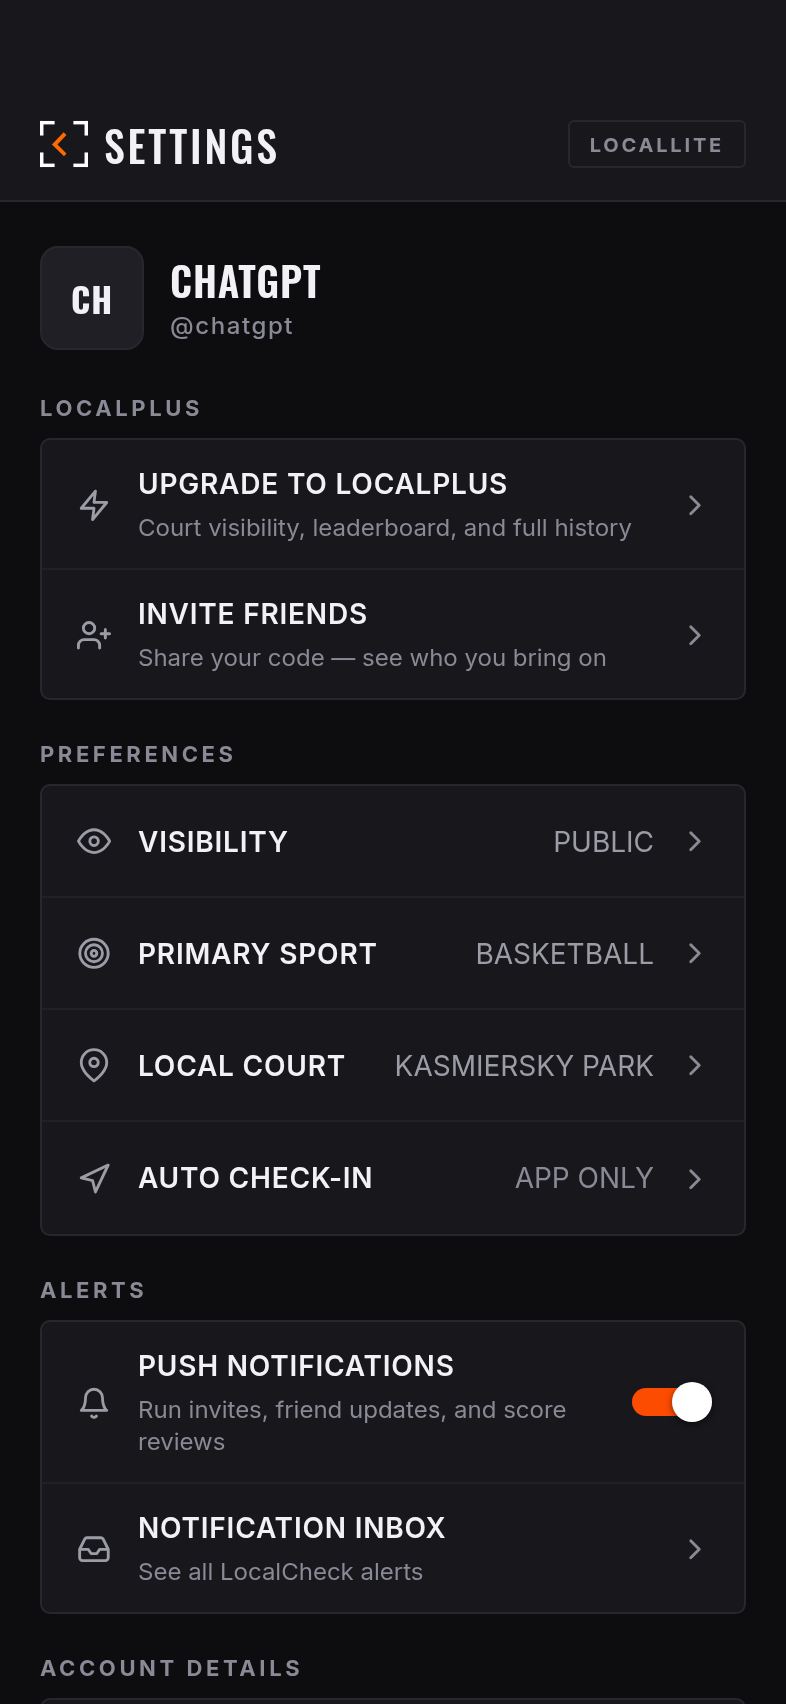 SETTINGS
LOCALLITE
CH
CHATGPT
@chatgpt
LOCALPLUS
UPGRADE TO LOCALPLUS
Court visibility, leaderboard, and full history
INVITE FRIENDS
Share your code — see who you bring on
PREFERENCES
VISIBILITY PUBLIC
PRIMARY SPORT BASKETBALL
LOCAL COURT KASMIERSKY PARK
AUTO CHECK-IN APP ONLY
ALERTS
PUSH NOTIFICATIONS
Run invites, friend updates, and score
reviews
NOTIFICATION INBOX
See all LocalCheck alerts
ACCOUNT DETAILS